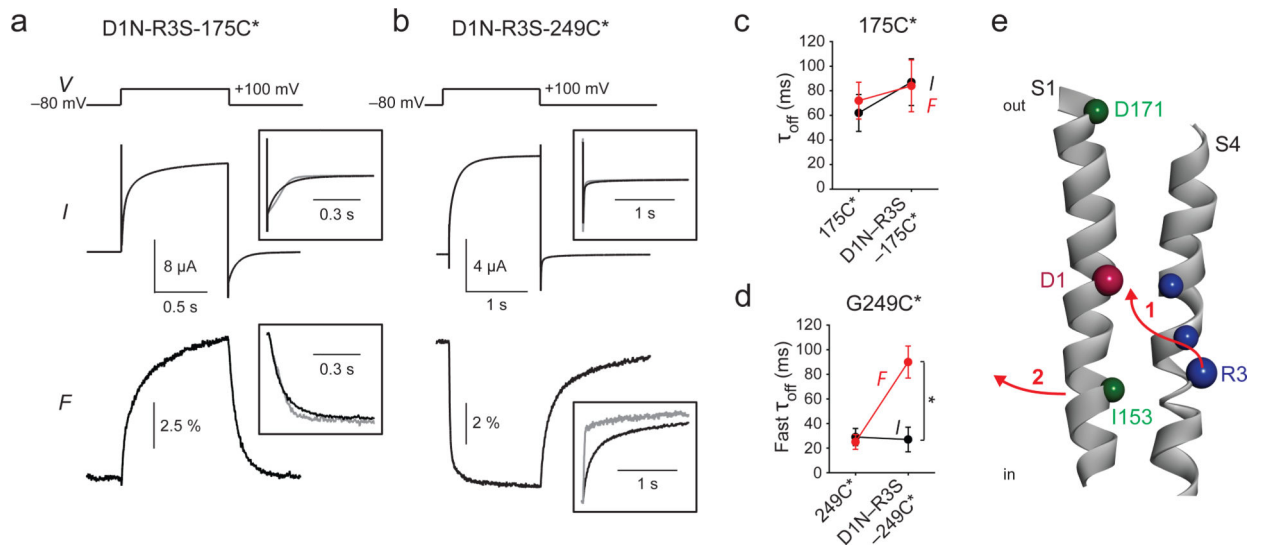 a
D1N-R3S-175C*
V
−80 mV
+100 mV
I
8 µA
0.5 s
0.3 s
F
2.5 %
0.3 s
b
D1N-R3S-249C*
−80 mV
+100 mV
4 µA
1 s
1 s
2 %
1 s
c
175C*
τoff (ms)
120
100
80
60
40
20
0
I
F
175C*
D1N–R3S
–175C*
d
G249C*
Fast τoff (ms)
120
100
80
60
40
20
0
F
I
*
249C*
D1N–R3S
–249C*
e
S1
out
D171
S4
D1
1
R3
2
I153
in